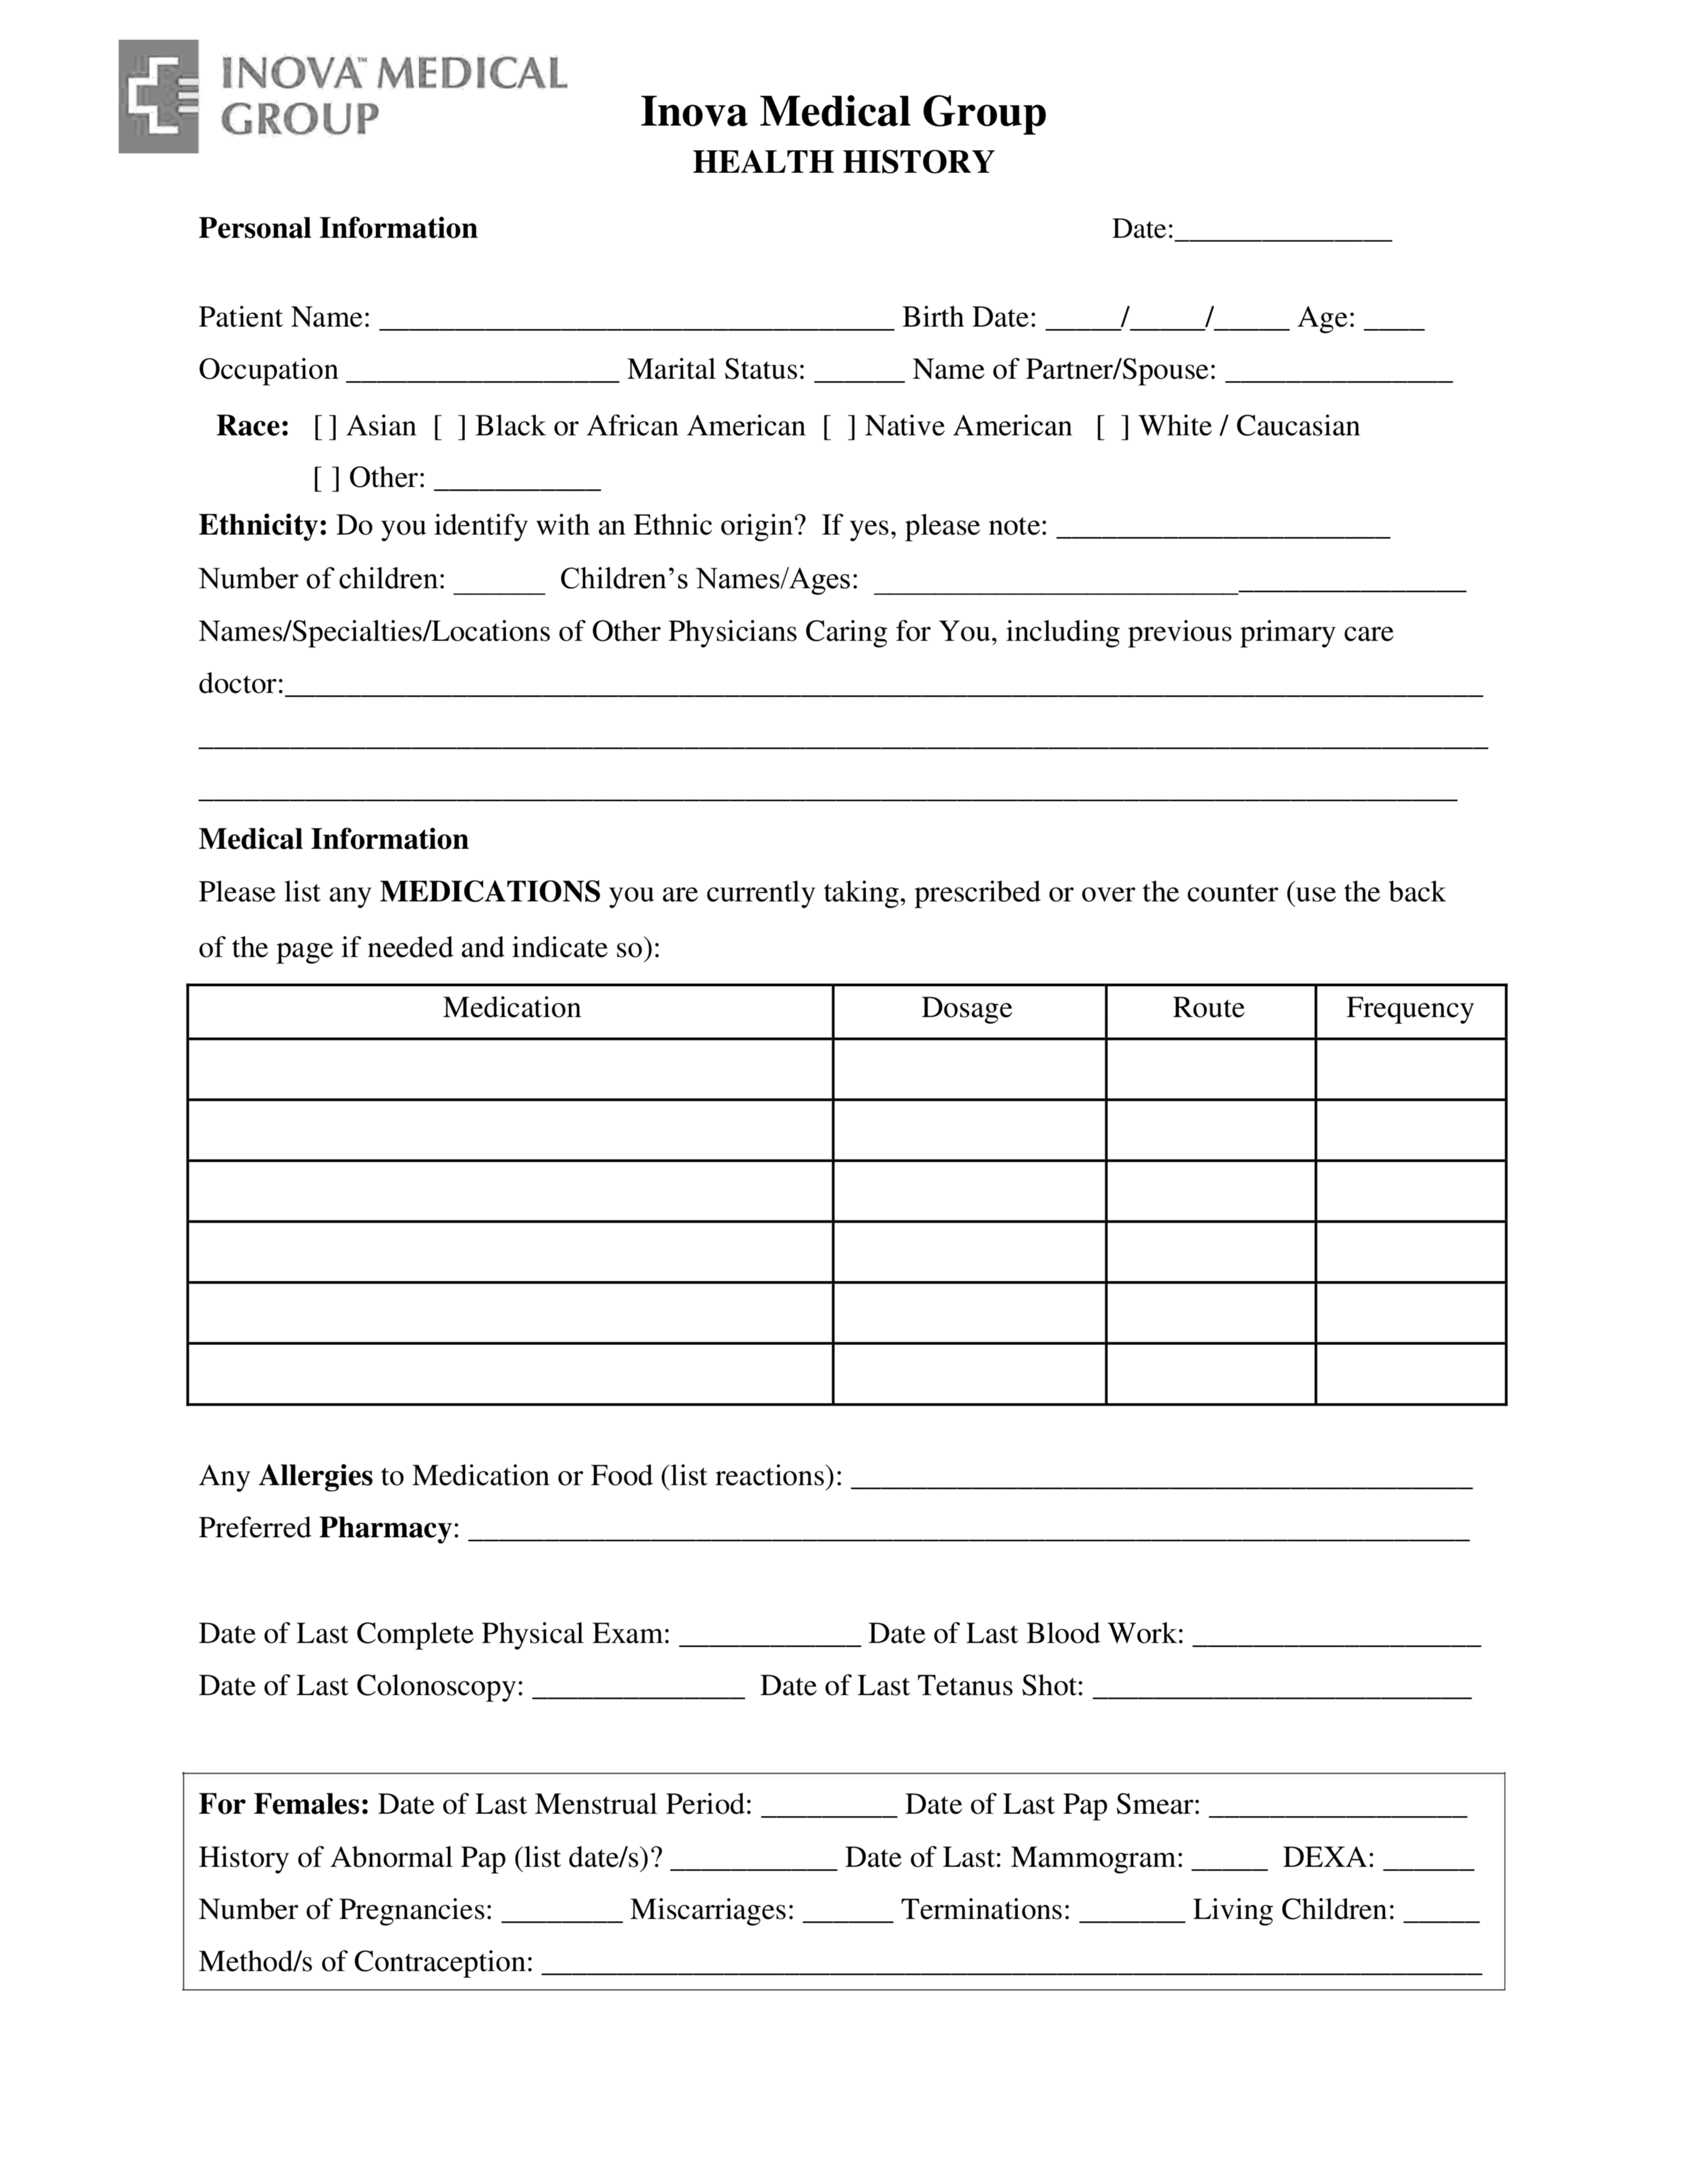 INOVA™ MEDICAL
GROUP
Inova Medical Group
HEALTH HISTORY
Personal Information Date:_______________
Patient Name: __________________________________ Birth Date: _____/_____/_____ Age: ____
Occupation __________________ Marital Status: ______ Name of Partner/Spouse: _______________
Race: [ ] Asian [ ] Black or African American [ ] Native American [ ] White / Caucasian
[ ] Other: ___________
Ethnicity: Do you identify with an Ethnic origin? If yes, please note: ______________________
Number of children: ______ Children's Names/Ages: _______________________________________
Names/Specialties/Locations of Other Physicians Caring for You, including previous primary care
doctor:_______________________________________________________________________________
_____________________________________________________________________________________
___________________________________________________________________________________
Medical Information
Please list any MEDICATIONS you are currently taking, prescribed or over the counter (use the back
of the page if needed and indicate so):
Medication Dosage Route Frequency
Any Allergies to Medication or Food (list reactions): _________________________________________
Preferred Pharmacy: __________________________________________________________________
Date of Last Complete Physical Exam: ____________ Date of Last Blood Work: ___________________
Date of Last Colonoscopy: ______________ Date of Last Tetanus Shot: _________________________
For Females: Date of Last Menstrual Period: _________ Date of Last Pap Smear: _________________
History of Abnormal Pap (list date/s)? ___________ Date of Last: Mammogram: _____ DEXA: ______
Number of Pregnancies: ________ Miscarriages: ______ Terminations: _______ Living Children: _____
Method/s of Contraception: ______________________________________________________________